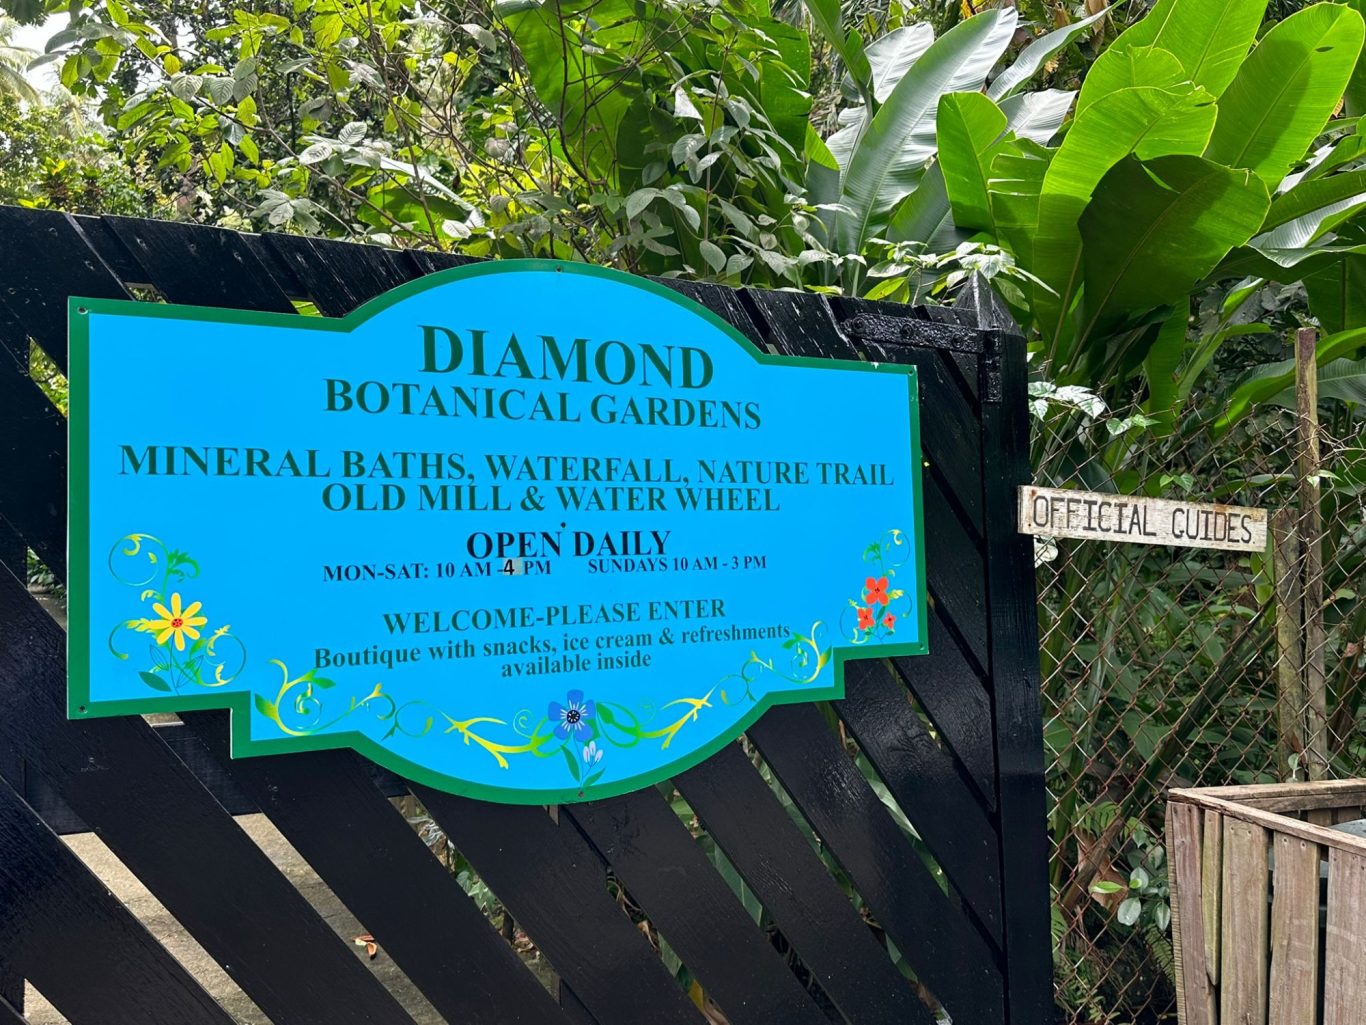 DIAMOND
BOTANICAL GARDENS
MINERAL BATHS, WATERFALL, NATURE TRAIL
OLD MILL & WATER WHEEL
OPEN DAILY
MON-SAT: 10 AM -4 PM SUNDAYS 10 AM - 3 PM
WELCOME-PLEASE ENTER
Boutique with snacks, ice cream & refreshments
available inside
OFFICIAL GUIDES